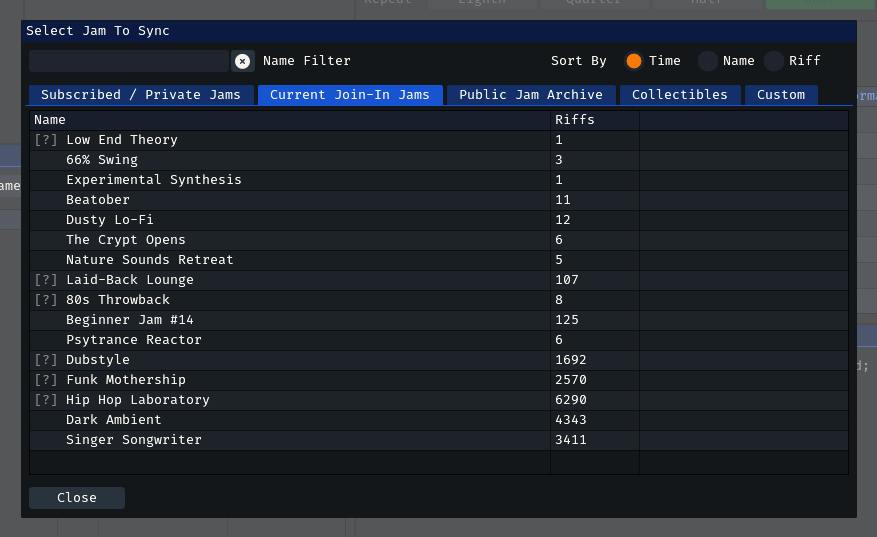 Repeat Eighth Quarter Half
Select Jam To Sync
Name Filter Sort By Time Name Riff
Subscribed / Private Jams Current Join-In Jams Public Jam Archive Collectibles Custom
Name Riffs
[?] Low End Theory 1
66% Swing 3
Experimental Synthesis 1
Beatober 11
Dusty Lo-Fi 12
The Crypt Opens 6
Nature Sounds Retreat 5
[?] Laid-Back Lounge 107
[?] 80s Throwback 8
Beginner Jam #14 125
Psytrance Reactor 6
[?] Dubstyle 1692
[?] Funk Mothership 2570
[?] Hip Hop Laboratory 6290
Dark Ambient 4343
Singer Songwriter 3411
Close